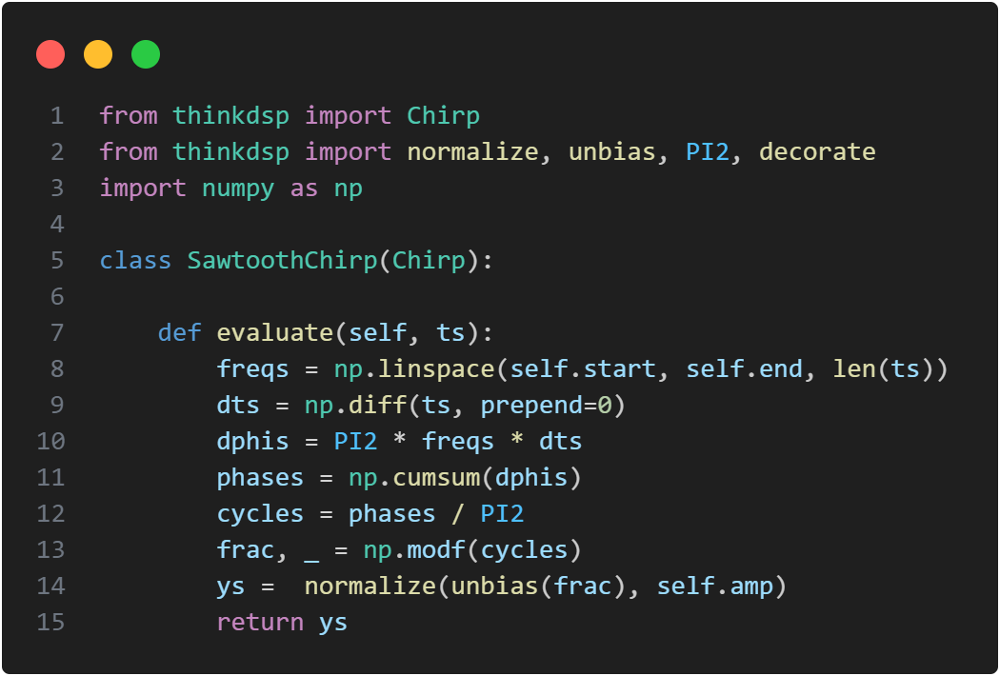 1 from thinkdsp import Chirp
2 from thinkdsp import normalize, unbias, PI2, decorate
3 import numpy as np
4
5 class SawtoothChirp(Chirp):
6
7     def evaluate(self, ts):
8         freqs = np.linspace(self.start, self.end, len(ts))
9         dts = np.diff(ts, prepend=0)
10         dphis = PI2 * freqs * dts
11         phases = np.cumsum(dphis)
12         cycles = phases / PI2
13         frac, _ = np.modf(cycles)
14         ys =  normalize(unbias(frac), self.amp)
15         return ys